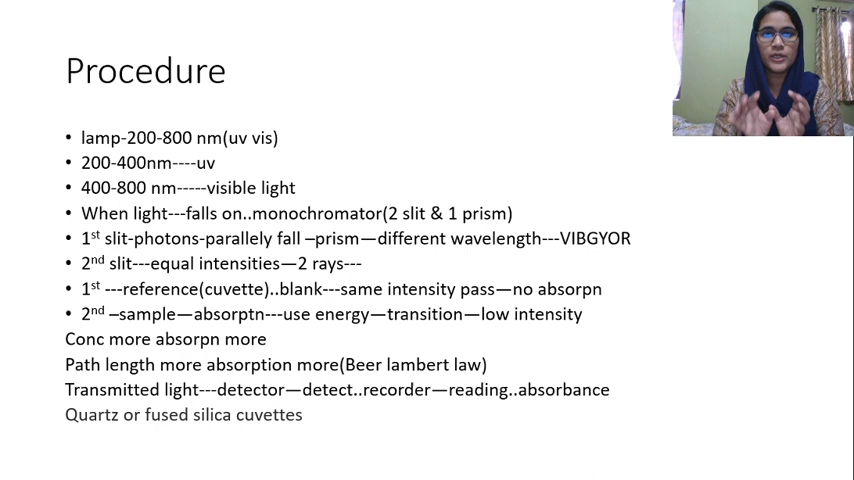 Procedure
• lamp-200-800 nm(uv vis)
• 200-400nm----uv
• 400-800 nm-----visible light
• When light---falls on..monochromator(2 slit & 1 prism)
• 1st slit-photons-parallely fall –prism—different wavelength---VIBGYOR
• 2nd slit---equal intensities—2 rays---
• 1st ---reference(cuvette)..blank---same intensity pass—no absorpn
• 2nd –sample—absorptn---use energy—transition—low intensity
Conc more absorpn more
Path length more absorption more(Beer lambert law)
Transmitted light---detector—detect..recorder—reading..absorbance
Quartz or fused silica cuvettes